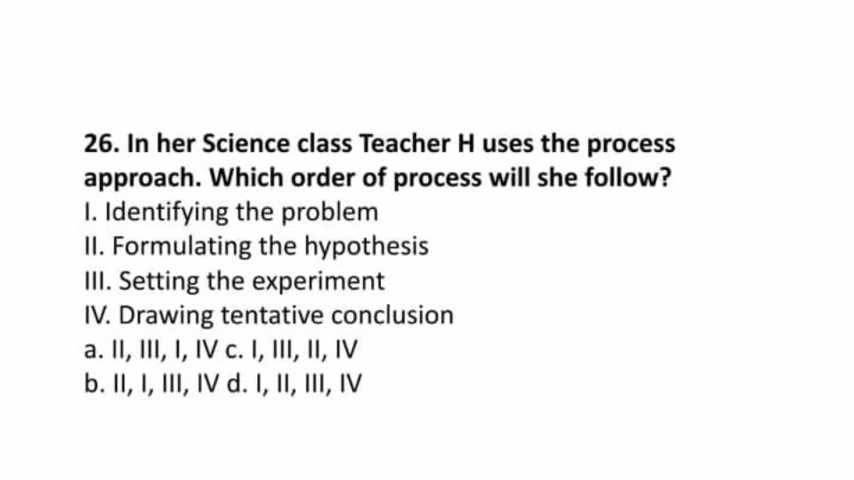 26. In her Science class Teacher H uses the process
approach. Which order of process will she follow?
I. Identifying the problem
II. Formulating the hypothesis
III. Setting the experiment
IV. Drawing tentative conclusion
a. II, III, I, IV c. I, III, II, IV
b. II, I, III, IV d. I, II, III, IV